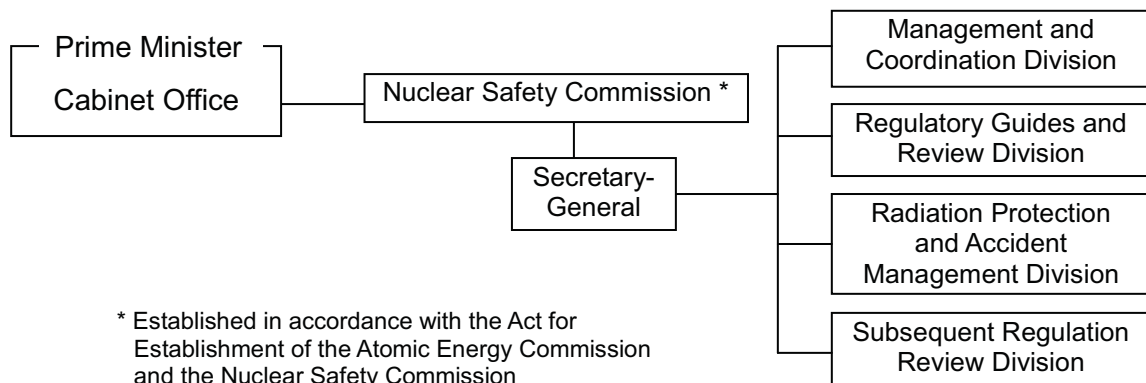 Prime Minister
Cabinet Office
Nuclear Safety Commission *
Secretary-
General
Management and
Coordination Division
Regulatory Guides and
Review Division
Radiation Protection
and Accident
Management Division
Subsequent Regulation
Review Division
* Established in accordance with the Act for
Establishment of the Atomic Energy Commission
and the Nuclear Safety Commission